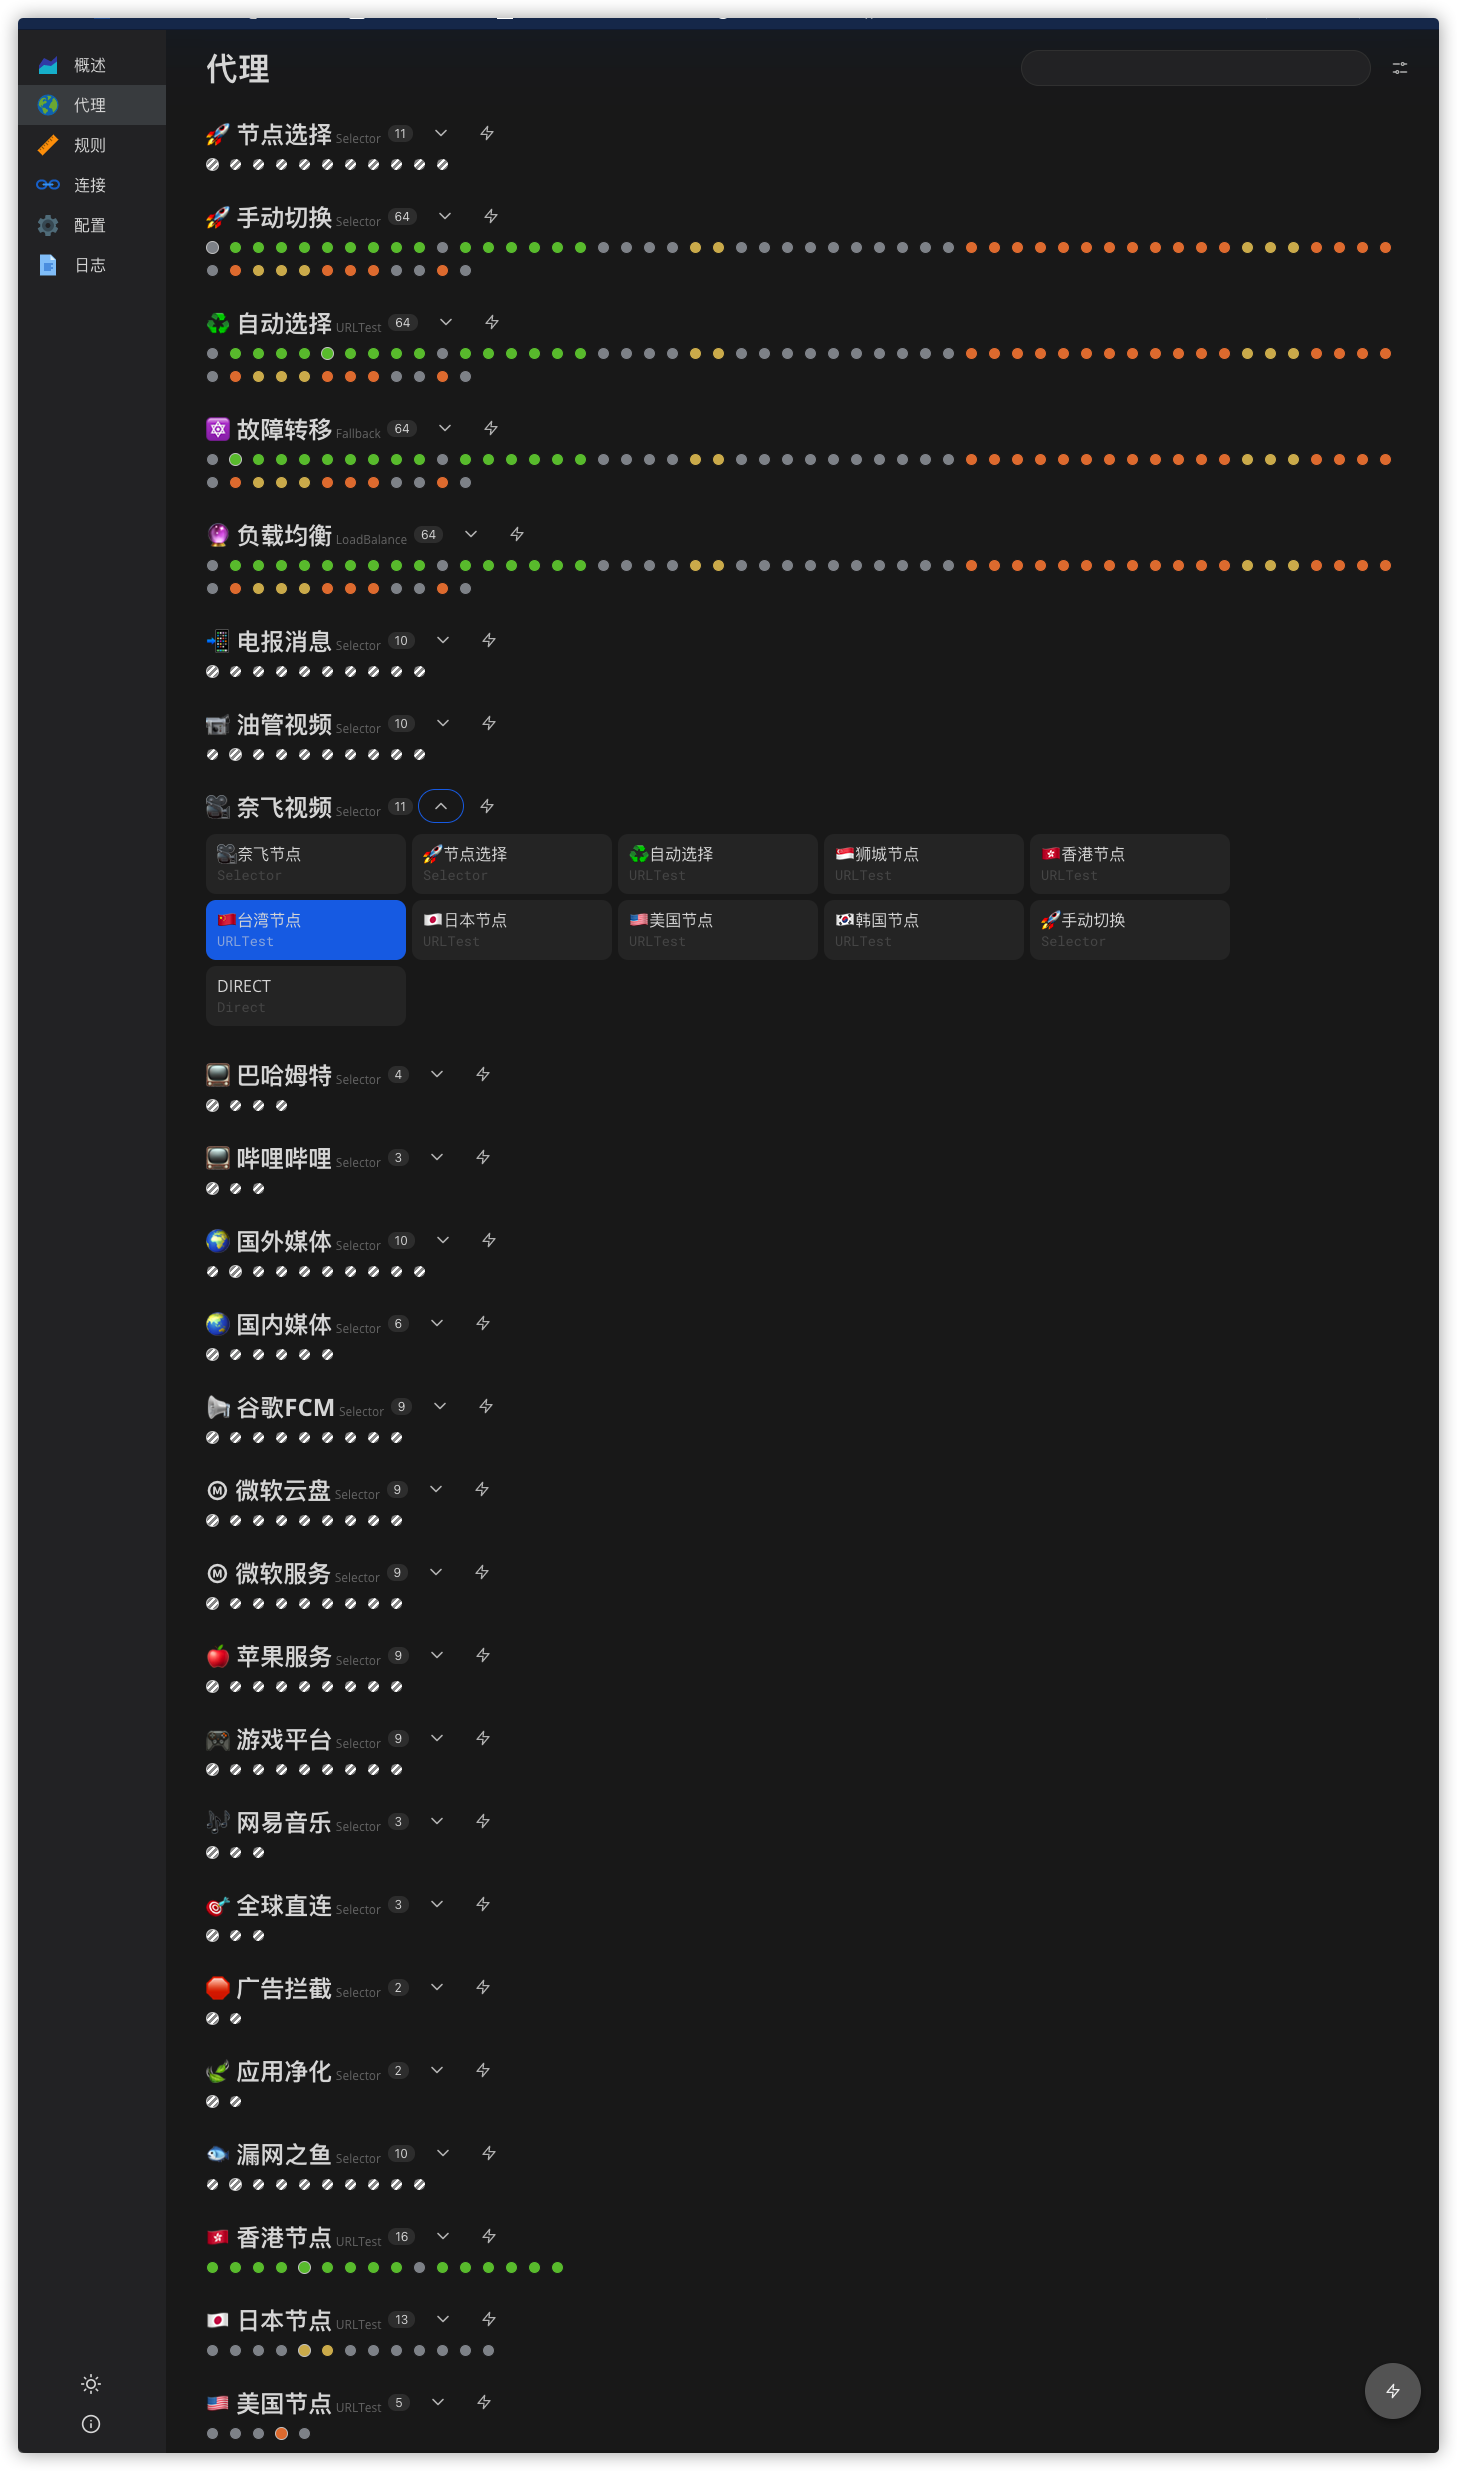 概述
代理
规则
连接
配置
日志
代理
节点选择 Selector 11
手动切换 Selector 64
自动选择 URLTest 64
故障转移 Fallback 64
负载均衡 LoadBalance 64
电报消息 Selector 10
油管视频 Selector 10
奈飞视频 Selector 11
奈飞节点 节点选择 自动选择 狮城节点 香港节点
Selector Selector URLTest URLTest URLTest
台湾节点 日本节点 美国节点 韩国节点 手动切换
URLTest URLTest URLTest URLTest Selector
DIRECT
Direct
巴哈姆特 Selector 4
哔哩哔哩 Selector 3
国外媒体 Selector 10
国内媒体 Selector 6
谷歌FCM Selector 9
Ⓜ 微软云盘 Selector 9
Ⓜ 微软服务 Selector 9
苹果服务 Selector 9
游戏平台 Selector 9
网易音乐 Selector 3
全球直连 Selector 3
广告拦截 Selector 2
应用净化 Selector 2
漏网之鱼 Selector 10
香港节点 URLTest 16
日本节点 URLTest 13
美国节点 URLTest 5